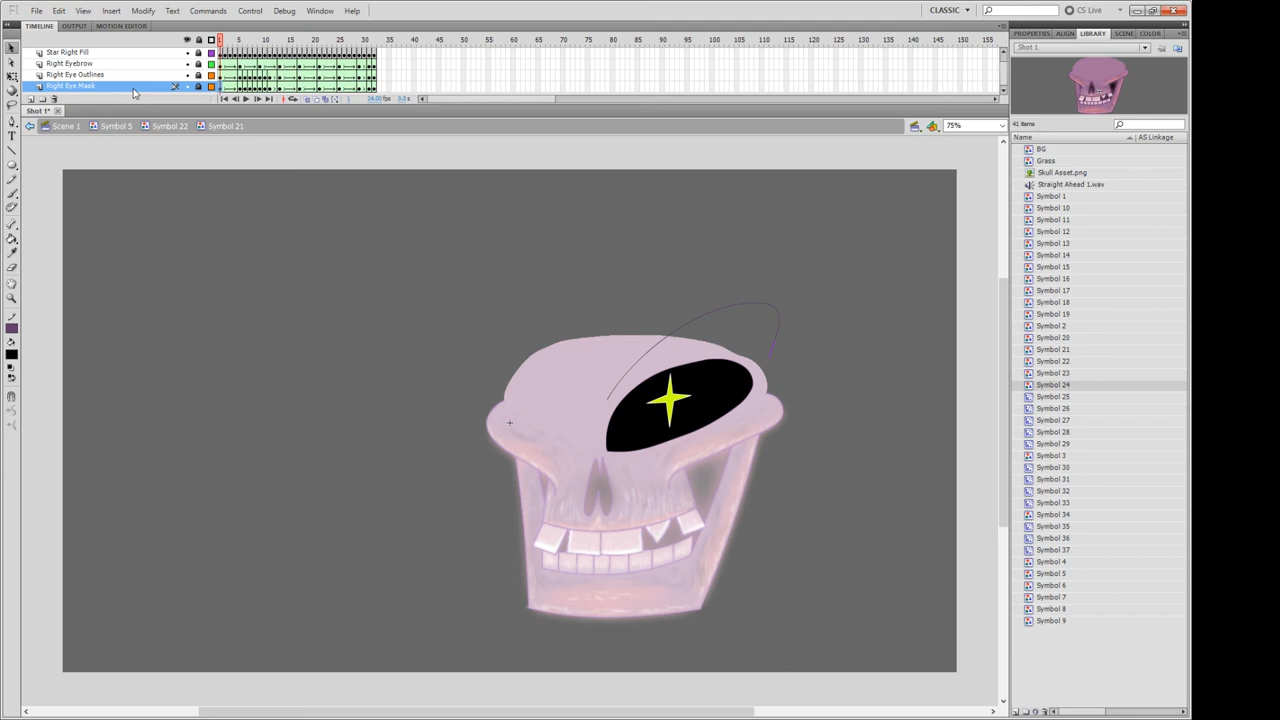 Fl File Edit View Insert Modify Text Commands Control Debug Window Help CLASSIC CS Live
TIMELINE OUTPUT MOTION EDITOR
PROPERTIES ALIGN LIBRARY SCENE COLOR
1 5 10 15 20 25 30 35 40 45 50 55 60 65 70 75 80 85 90 95 100 105 110 115 120 125 130 135 140 145 150 155
Shot 1
Star Right Fill
Right Eyebrow
Right Eye Outlines
Right Eye Mask
1 24.00 fps 0.0 s
Shot 1*
Scene 1 Symbol 5 Symbol 22 Symbol 21 75%
41 items
Name AS Linkage
BG
Grass
Skull Asset.png
Straight Ahead 1.wav
Symbol 1
Symbol 10
Symbol 11
Symbol 12
Symbol 13
Symbol 14
Symbol 15
Symbol 16
Symbol 17
Symbol 18
Symbol 19
Symbol 2
Symbol 20
Symbol 21
Symbol 22
Symbol 23
Symbol 24
Symbol 25
Symbol 26
Symbol 27
Symbol 28
Symbol 29
Symbol 3
Symbol 30
Symbol 31
Symbol 32
Symbol 33
Symbol 34
Symbol 35
Symbol 36
Symbol 37
Symbol 4
Symbol 5
Symbol 6
Symbol 7
Symbol 8
Symbol 9